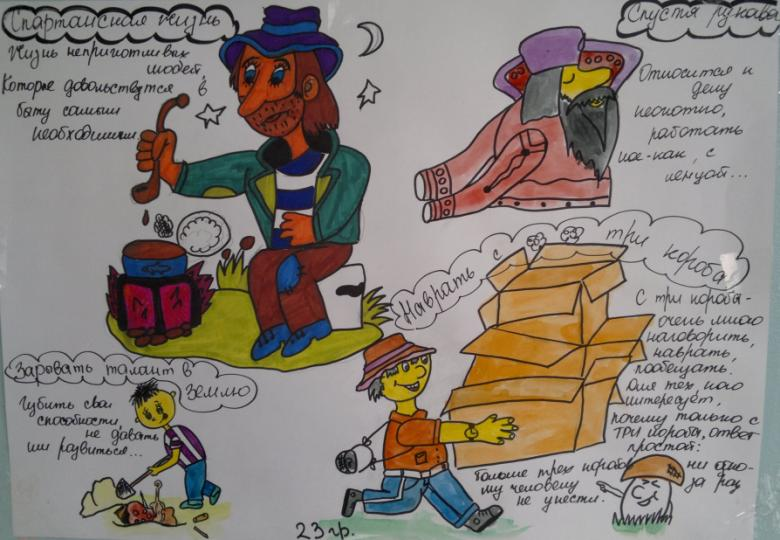 Спартанская жизнь
Жизнь неприхотливых
людей,
Которые довольствуются в
быту самым
необходимым.
Спустя рукава
Относится к
делу
неохотно,
работать
кое-как, с
ленцой...
Наврать с три короба
С три короба -
очень много
наговорить,
наврать,
пообещать.
Для тех кого
интересует,
почему только с
ТРИ короба, ответ
простой:
больше трех коробов ни одно-
му человеку за раз
не унести.
Зарывать талант в
землю
Губить свои
способности,
не давать
им развиться...
23 гр.